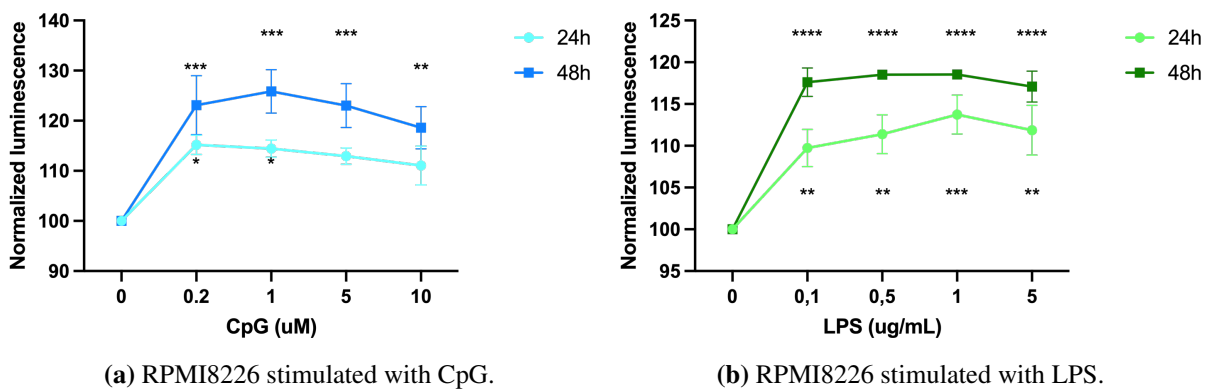 140
130
120
110
100
90
Normalized luminescence
***
***
***
**
*
*
0
0.2
1
5
10
CpG (uM)
24h
48h
(a) RPMI8226 stimulated with CpG.
125
120
115
110
105
100
95
Normalized luminescence
**** **** **** ****
** ** *** **
0
0,1
0,5
1
5
LPS (ug/mL)
24h
48h
(b) RPMI8226 stimulated with LPS.